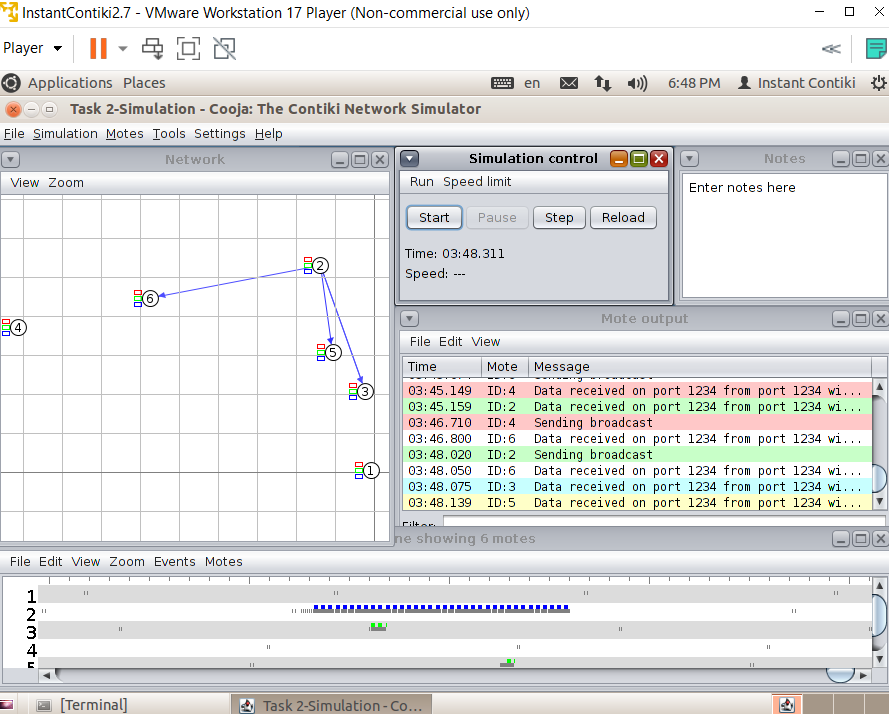 InstantContiki2.7 - VMware Workstation 17 Player (Non-commercial use only)
Player
Applications Places en 6:48 PM Instant Contiki
Task 2-Simulation - Cooja: The Contiki Network Simulator
File Simulation Motes Tools Settings Help
Network
View Zoom
2
6
4
5
3
1
Simulation control
Run Speed limit
Start Pause Step Reload
Time: 03:48.311
Speed: ---
Notes
Enter notes here
Mote output
File Edit View
Time Mote Message
03:45.149 ID:4 Data received on port 1234 from port 1234 wi...
03:45.159 ID:2 Data received on port 1234 from port 1234 wi...
03:46.710 ID:4 Sending broadcast
03:46.800 ID:6 Data received on port 1234 from port 1234 wi...
03:48.020 ID:2 Sending broadcast
03:48.050 ID:6 Data received on port 1234 from port 1234 wi...
03:48.075 ID:3 Data received on port 1234 from port 1234 wi...
03:48.139 ID:5 Data received on port 1234 from port 1234 wi...
Filter:
ne showing 6 motes
File Edit View Zoom Events Motes
1
2
3
4
5
[Terminal] Task 2-Simulation - Co...